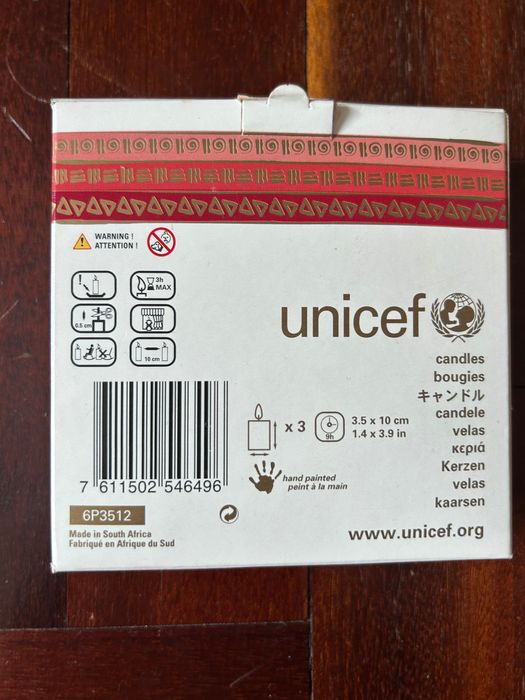 WARNING !
ATTENTION !
!
3h
MAX
0.5 cm
10 cm
unicef
candles
bougies
キャンドル
candele
velas
κεριά
Kerzen
velas
kaarsen
x 3
9h
3.5 x 10 cm
1.4 x 3.9 in
hand painted
peint à la main
7 611502 546496
6P3512
Made in South Africa
Fabriqué en Afrique du Sud
www.unicef.org